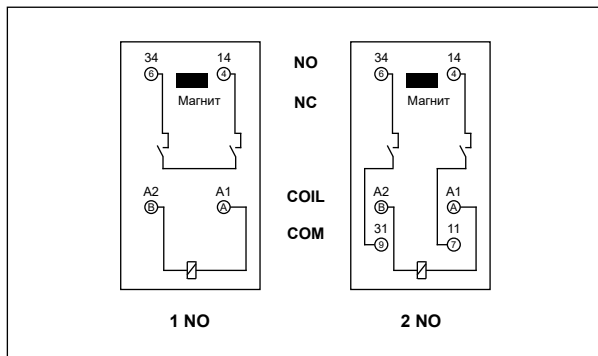 34 14
6 4
Магнит
A2 A1
B A
1 NO
NO
NC
COIL
COM
34 14
6 4
Магнит
A2 A1
B A
31 11
9 7
2 NO